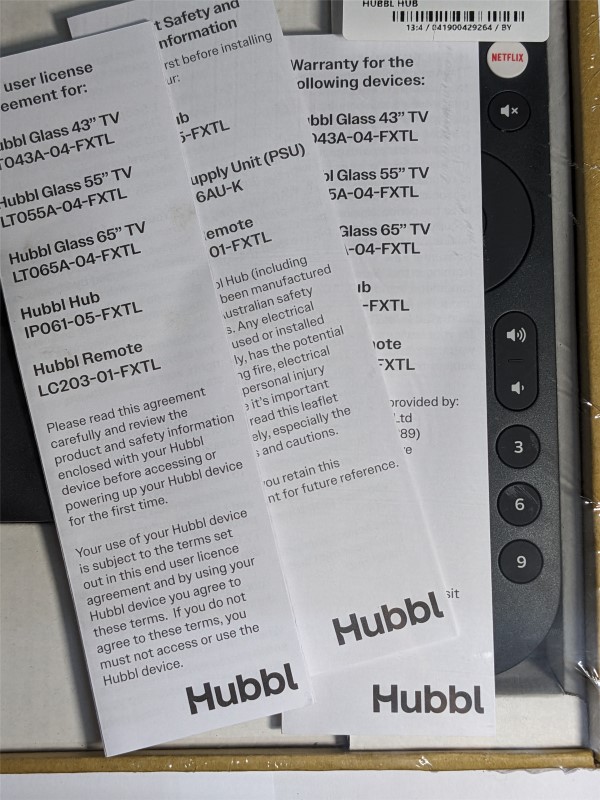 user license
eement for:
ubbl Glass 43" TV
T043A-04-FXTL
Hubbl Glass 55" TV
LT055A-04-FXTL
Hubbl Glass 65" TV
LT065A-04-FXTL
Hubbl Hub
IP061-05-FXTL
Hubbl Remote
LC203-01-FXTL
Please read this agreement
carefully and review the
product and safety information
enclosed with your Hubbl
device before accessing or
powering up your Hubbl device
for the first time.
Your use of your Hubbl device
is subject to the terms set
out in this end user licence
agreement and by using your
Hubbl device you agree to
these terms. If you do not
agree to these terms, you
must not access or use the
Hubbl device.
Hubbl
t Safety and
nformation
rst before installing
ur:
ub
5-FXTL
upply Unit (PSU)
6AU-K
emote
01-FXTL
bl Hub (including
been manufactured
ustralian safety
s. Any electrical
used or installed
ly, has the potential
ng fire, electrical
personal injury
e it's important
read this leaflet
ely, especially the
s and cautions.
you retain this
nt for future reference.
Hubbl
Warranty for the
ollowing devices:
ubbl Glass 43" TV
043A-04-FXTL
bl Glass 55" TV
5A-04-FXTL
Glass 65" TV
-04-FXTL
ub
-FXTL
ote
-FXTL
provided by:
Ltd
89)
e
sit
Hubbl
HUBBL HUB
13:4 / 041900429264 / BY
NETFLIX
3
6
9